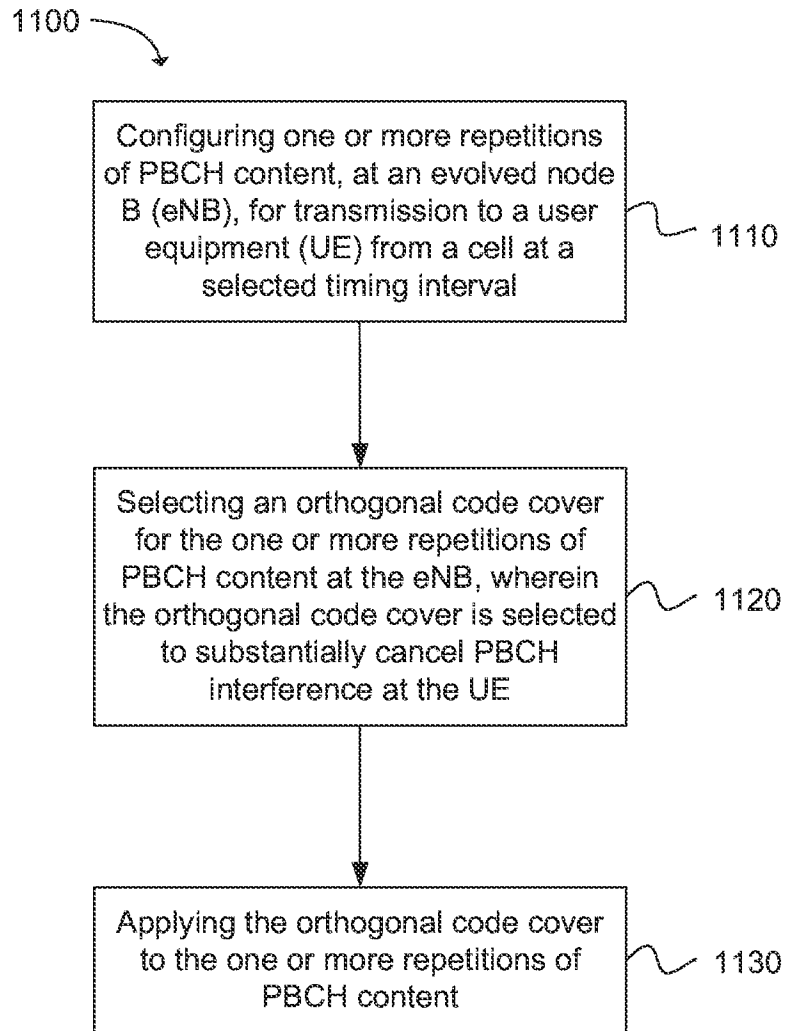 1100
Configuring one or more repetitions
of PBCH content, at an evolved node
B (eNB), for transmission to a user
equipment (UE) from a cell at a
selected timing interval
1110
Selecting an orthogonal code cover
for the one or more repetitions of
PBCH content at the eNB, wherein
the orthogonal code cover is selected
to substantially cancel PBCH
interference at the UE
1120
Applying the orthogonal code cover
to the one or more repetitions of
PBCH content
1130